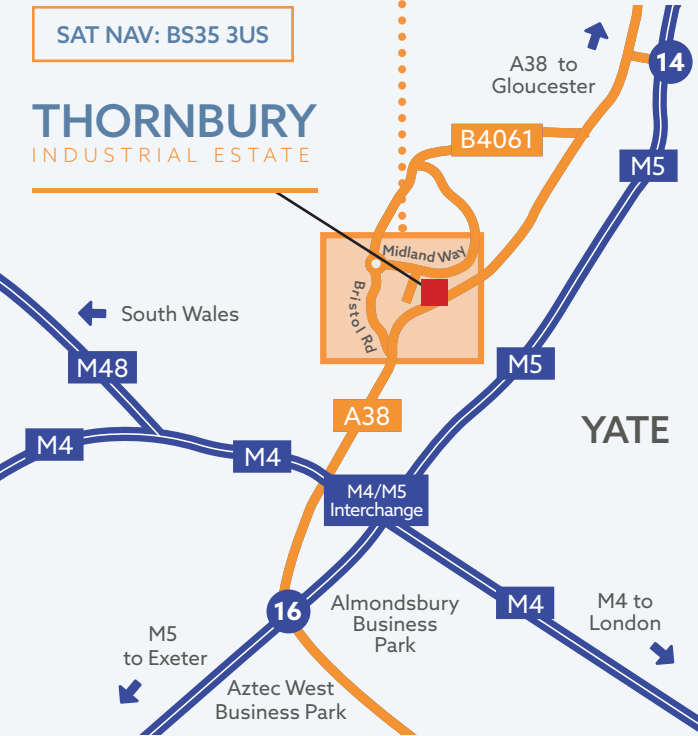 SAT NAV: BS35 3US
THORNBURY
INDUSTRIAL ESTATE
A38 to
Gloucester
14
B4061
M5
Midland Way
Bristol Rd
South Wales
M48
M5
A38
YATE
M4
M4
M4/M5
Interchange
16
Almondsbury
Business
Park
M4
M4 to
London
M5
to Exeter
Aztec West
Business Park